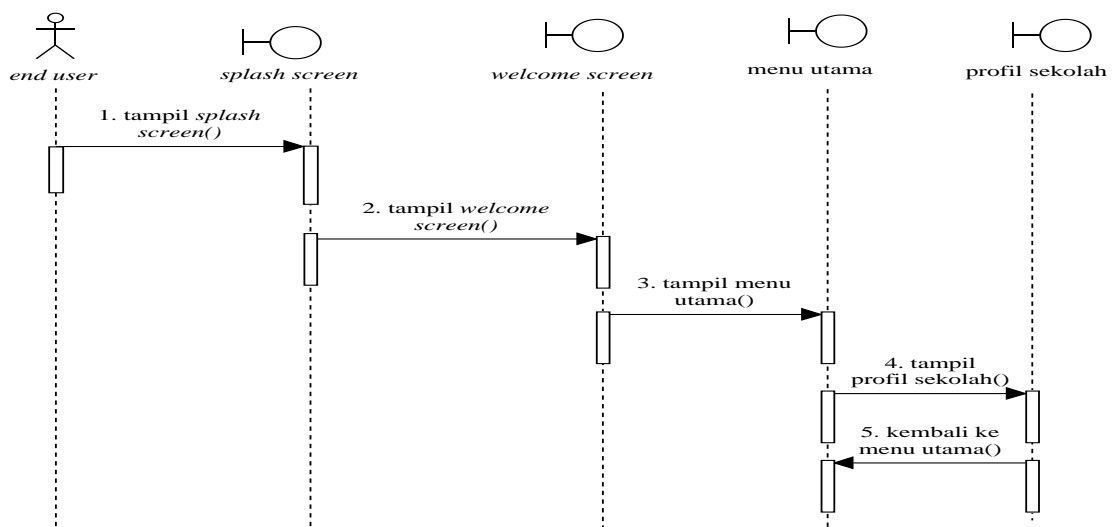 end user
splash screen
welcome screen
menu utama
profil sekolah
1. tampil splash
screen()
2. tampil welcome
screen()
3. tampil menu
utama()
4. tampil
profil sekolah()
5. kembali ke
menu utama()